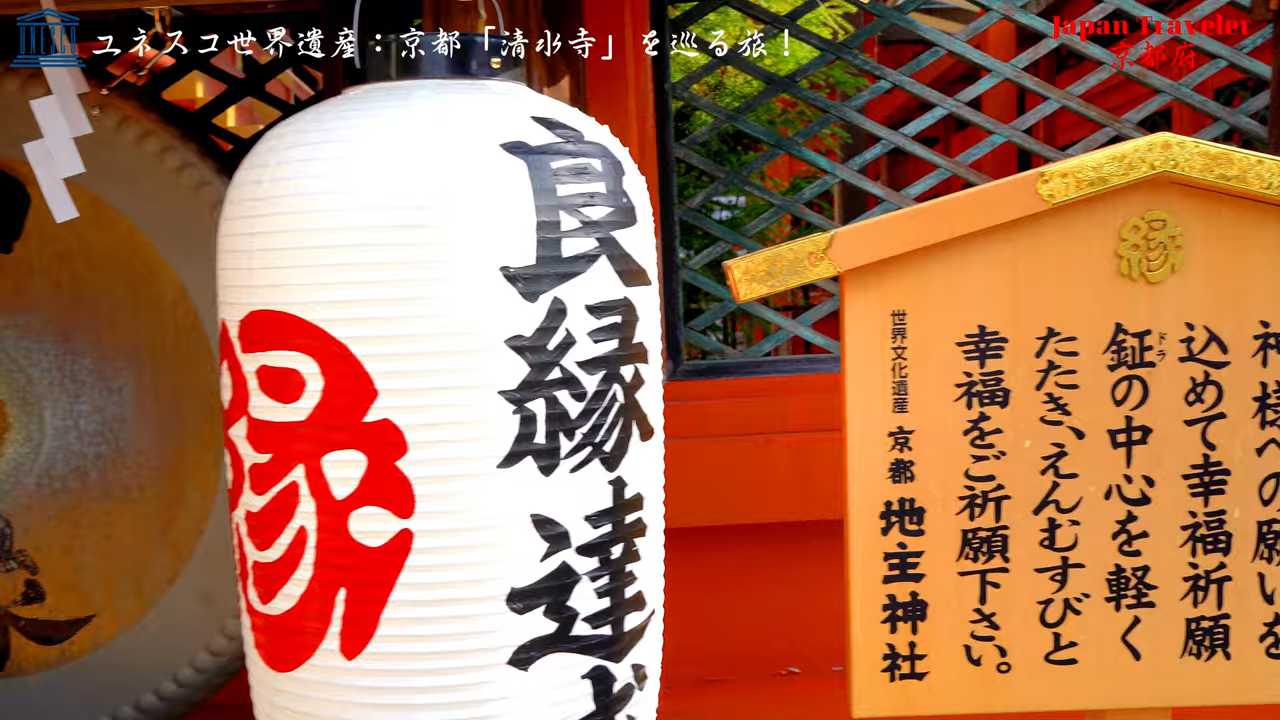 ユネスコ世界遺産：京都「清水寺」を巡る旅！
Japan Traveler
京都府
縁
良縁達成
縁
神様への願いを
込めて幸福祈願
鉦の中心を軽く
ドラ
たたき、えんむすびと
幸福をご祈願下さい。
世界文化遺産 京都 地主神社